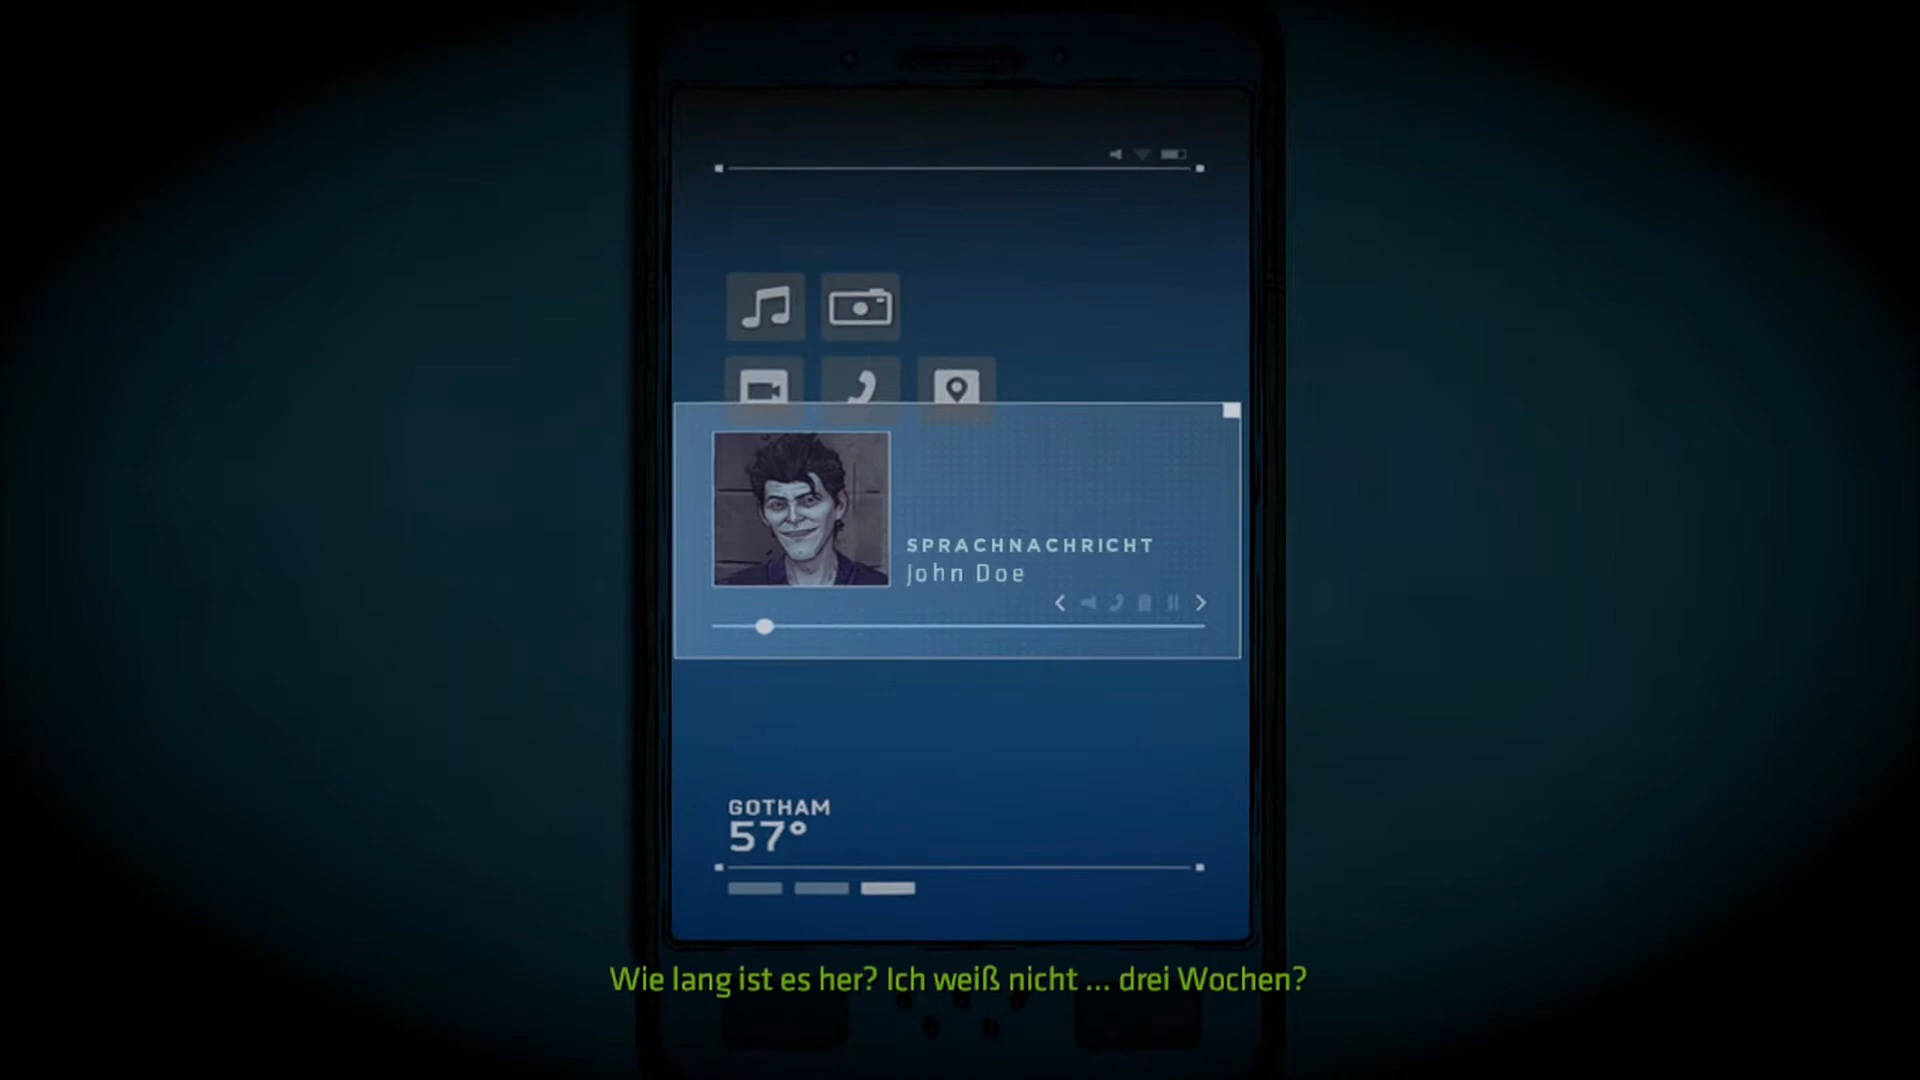 SPRACHNACHRICHT
John Doe
GOTHAM
57°
Wie lang ist es her? Ich weiß nicht ... drei Wochen?